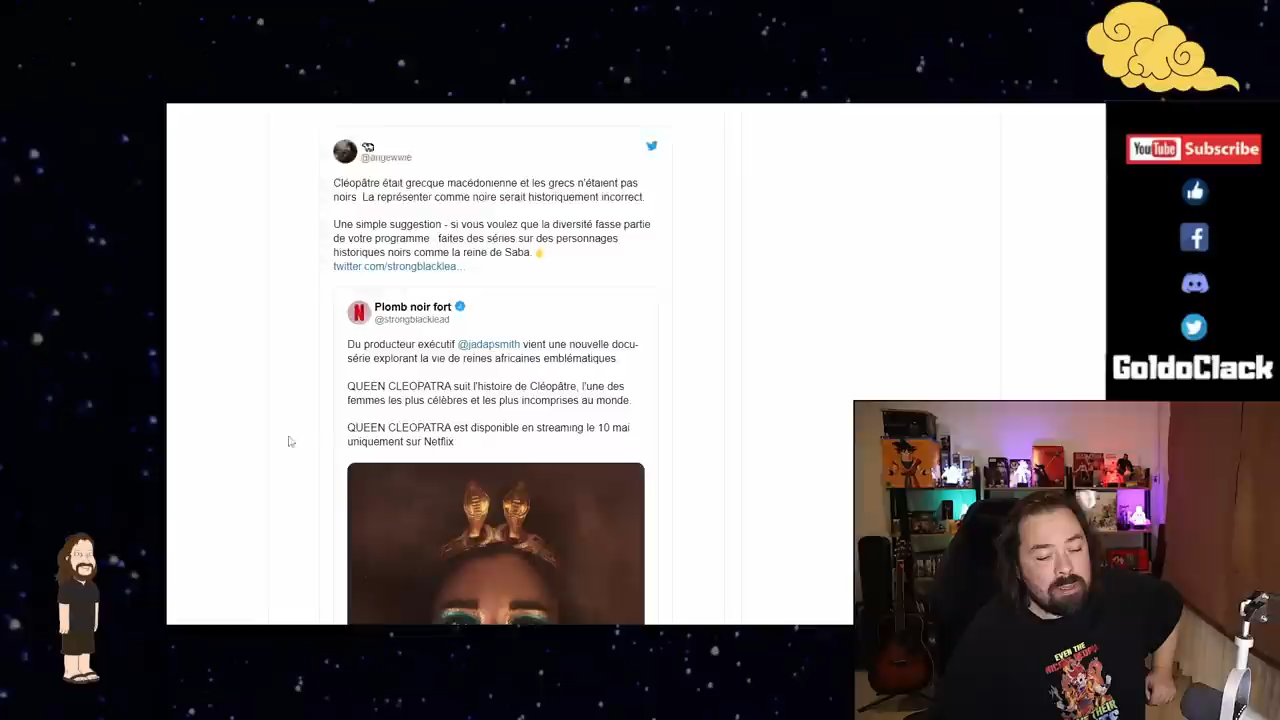 @angewwie
Cléopâtre était grecque macédonienne et les grecs n'étaient pas
noirs La représenter comme noire serait historiquement incorrect.
Une simple suggestion - si vous voulez que la diversité fasse partie
de votre programme faites des séries sur des personnages
historiques noirs comme la reine de Saba.
twitter.com/strongblacklea…
N
Plomb noir fort
@strongblacklead
Du producteur exécutif @jadapsmith vient une nouvelle docu-
série explorant la vie de reines africaines emblématiques
QUEEN CLEOPATRA suit l'histoire de Cléopâtre, l'une des
femmes les plus célèbres et les plus incomprises au monde.
QUEEN CLEOPATRA est disponible en streaming le 10 mai
uniquement sur Netflix
YouTube Subscribe
f
GoldoClack
EVEN THE
THEIR